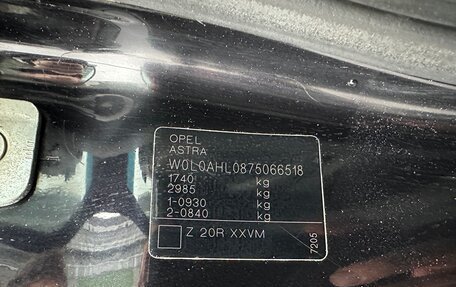 OPEL
ASTRA
W0L0AHL0875066518
1740 kg
2985 kg
1-0930 kg
2-0840 kg
Z 20R XXVM
7205